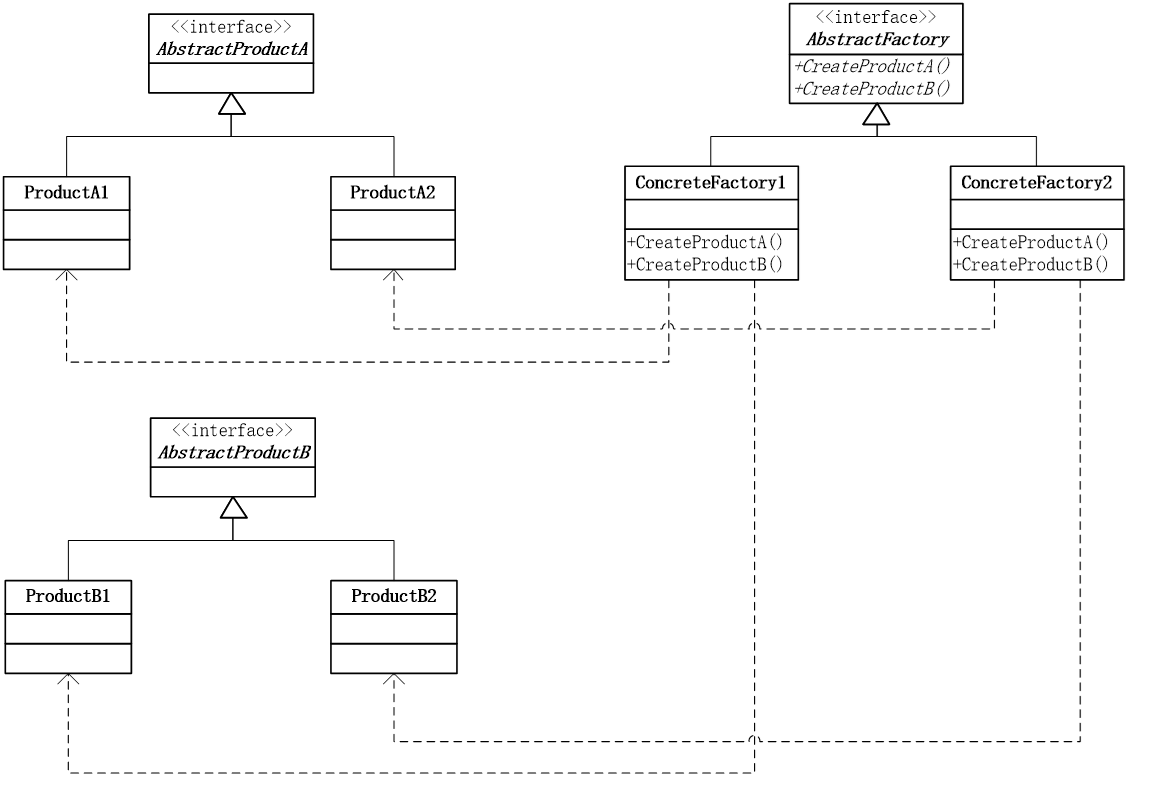 <<interface>>
AbstractProductA
<<interface>>
AbstractFactory
+CreateProductA()
+CreateProductB()
ProductA1
ProductA2
ConcreteFactory1
+CreateProductA()
+CreateProductB()
ConcreteFactory2
+CreateProductA()
+CreateProductB()
<<interface>>
AbstractProductB
ProductB1
ProductB2